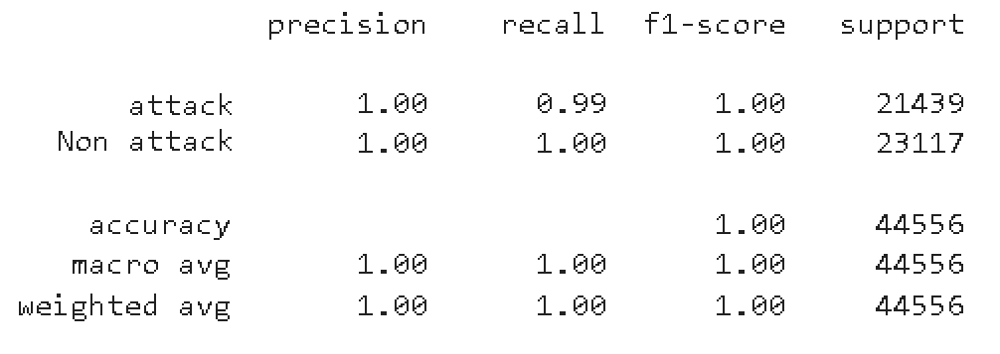 precision recall f1-score support
attack 1.00 0.99 1.00 21439
Non attack 1.00 1.00 1.00 23117
accuracy 1.00 44556
macro avg 1.00 1.00 1.00 44556
weighted avg 1.00 1.00 1.00 44556